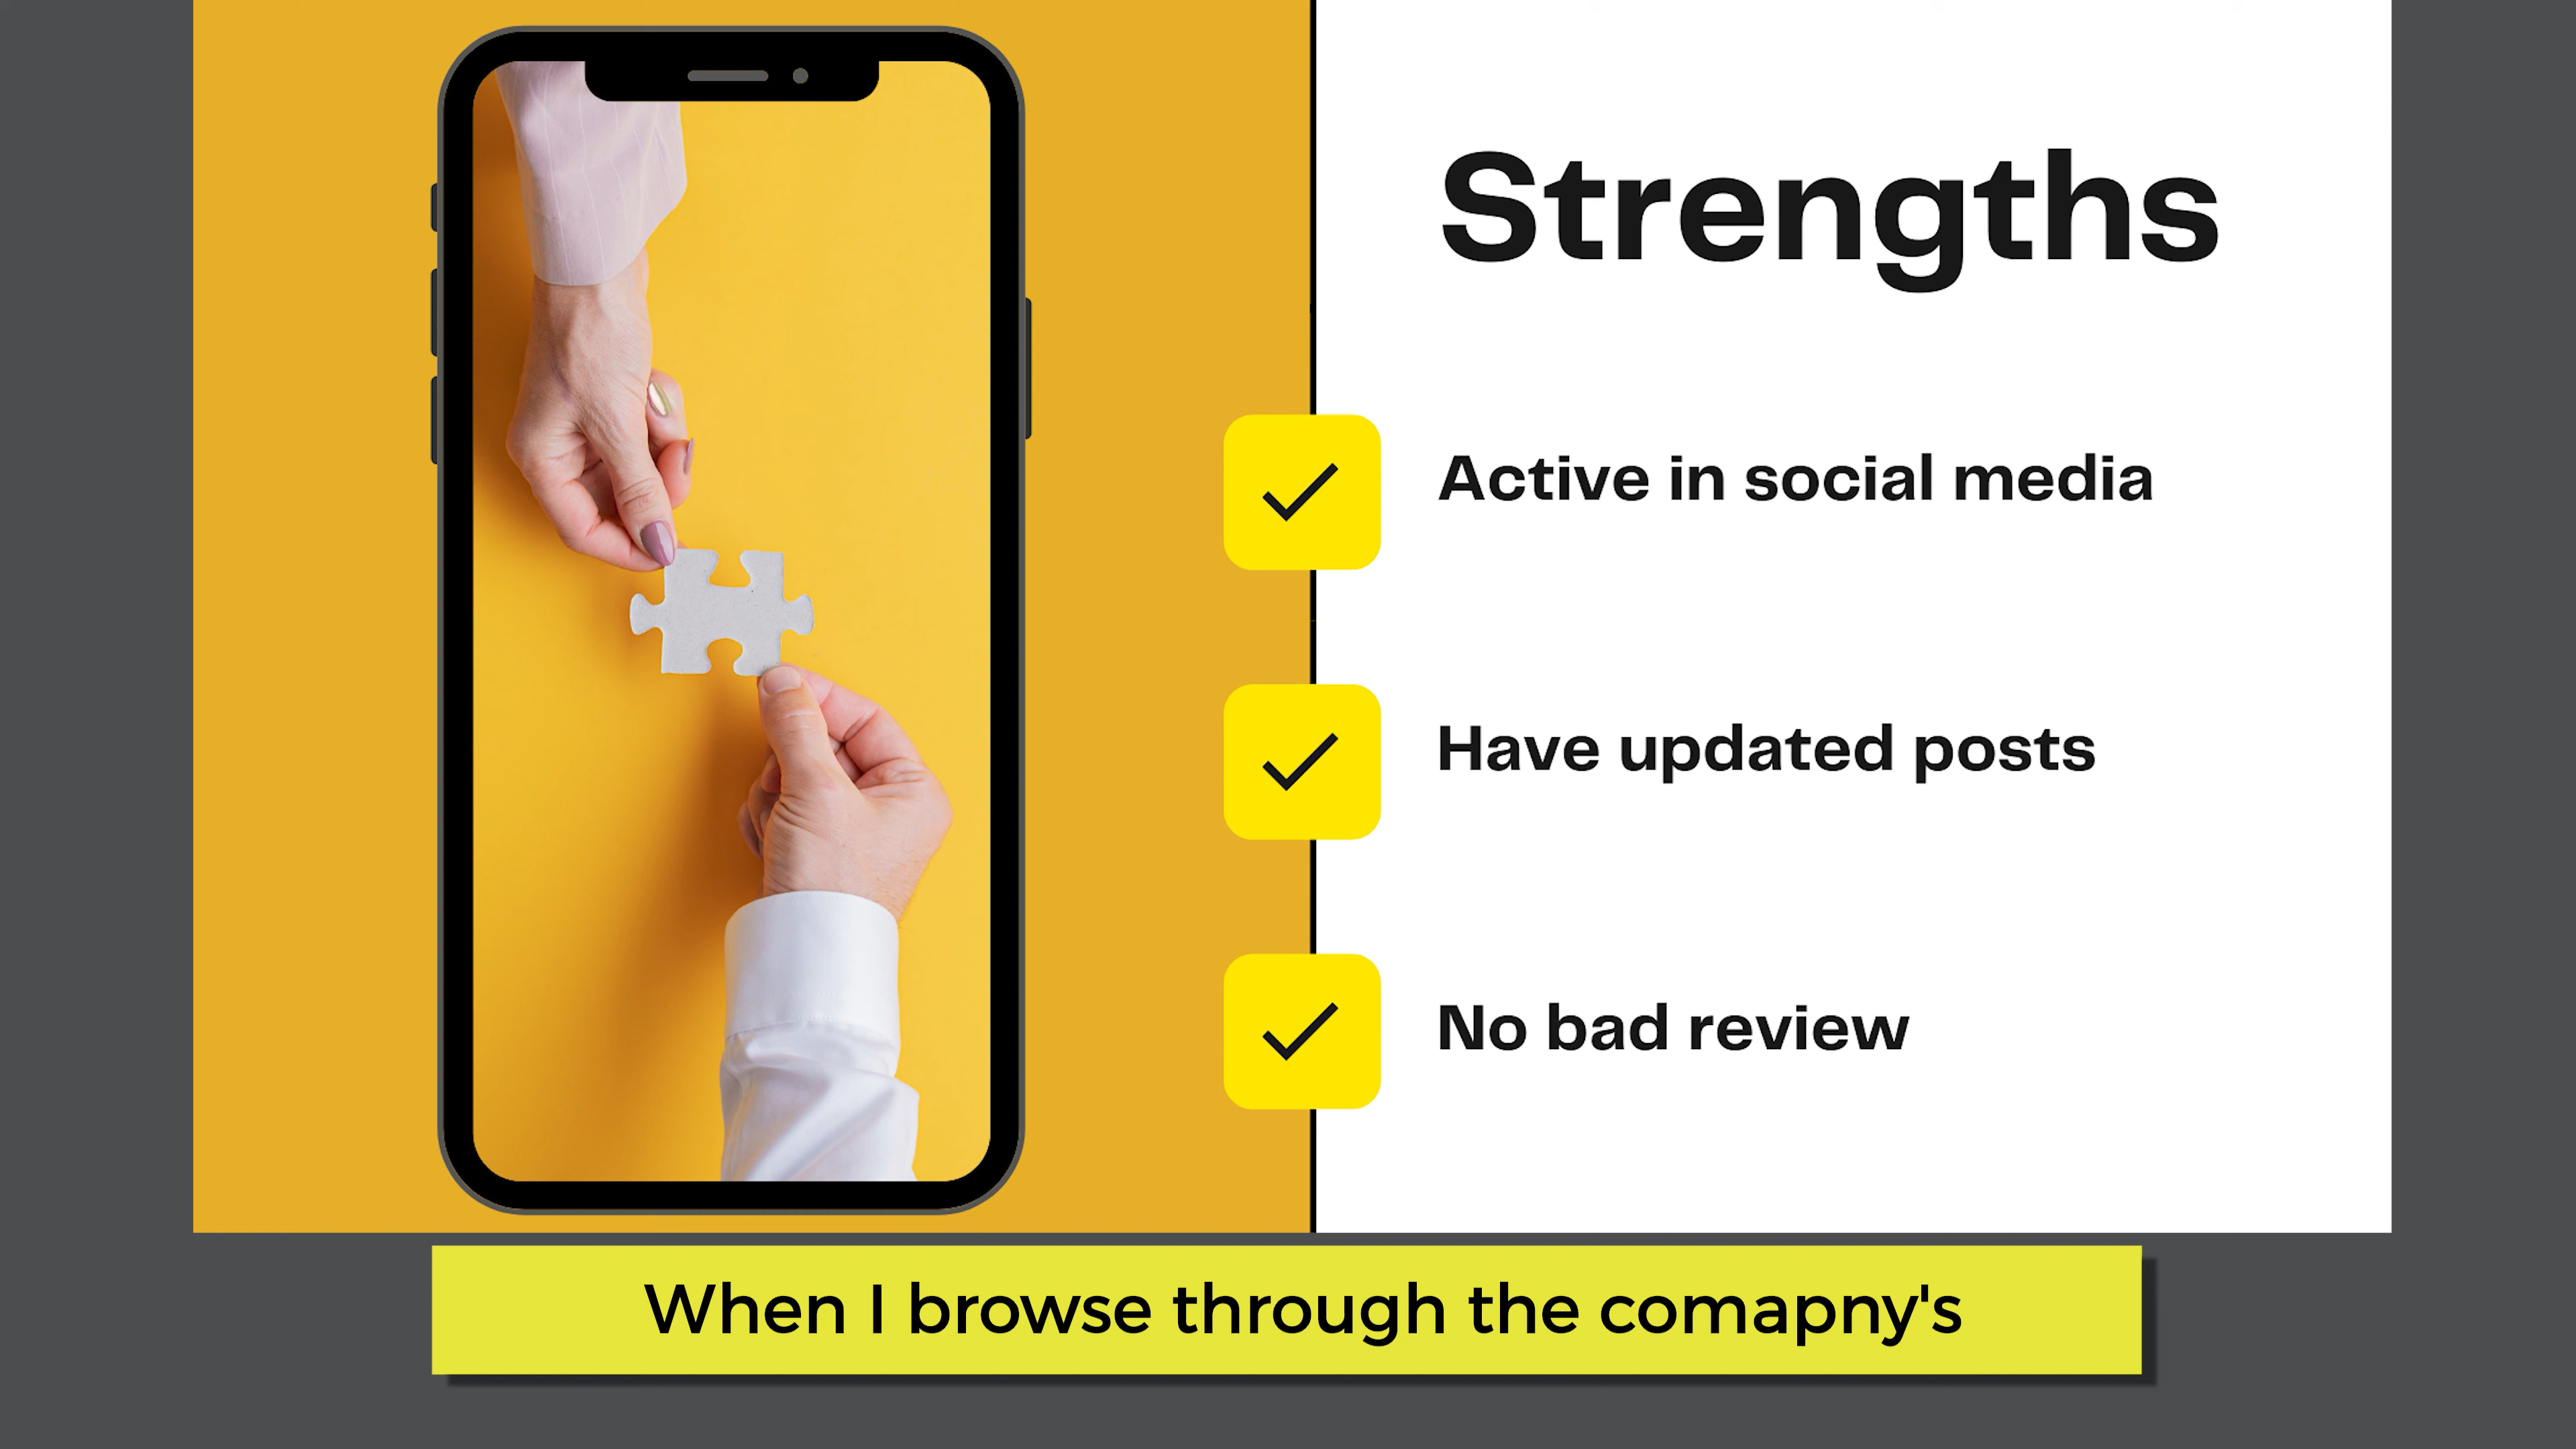 Strengths
Active in social media
Have updated posts
No bad review
When I browse through the comapny's